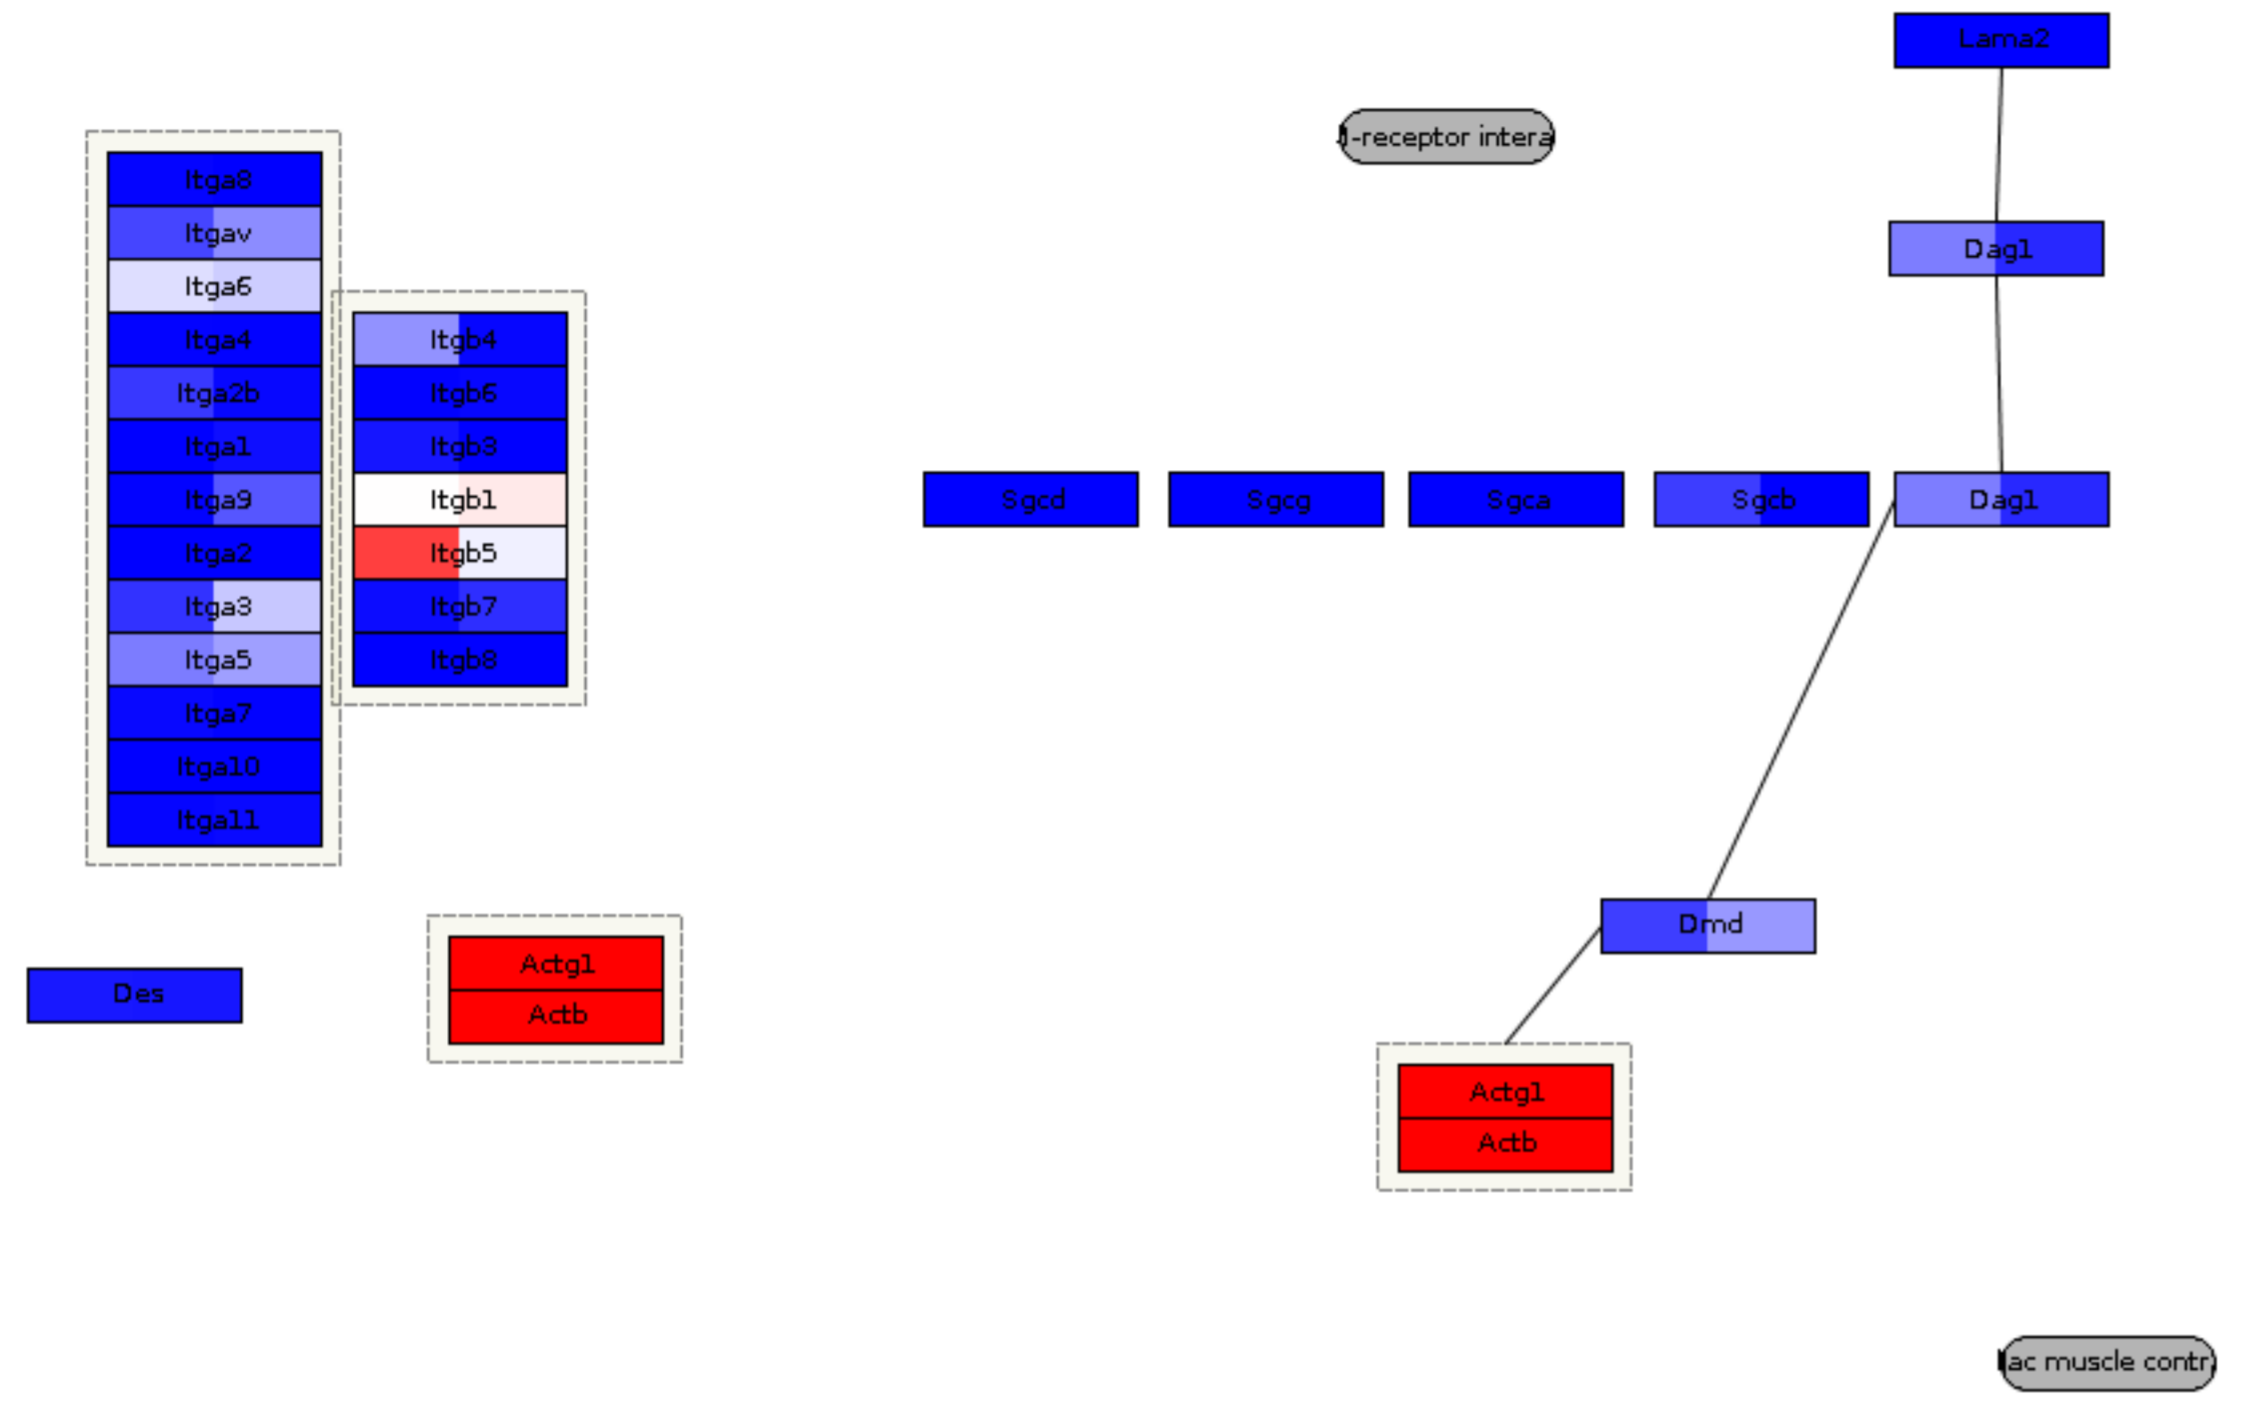 Lama2
-receptor intera
Itga8
Itgav
Dag1
Itga6
Itga4
Itgb4
Itga2b
Itgb6
Itga1
Itgb3
Itga9
Itgb1
Sgcd
Sgcg
Sgca
Sgcb
Dag1
Itga2
Itgb5
Itga3
Itgb7
Itga5
Itgb8
Itga7
Itga10
Itga11
Dmd
Actg1
Des
Actb
Actg1
Actb
ac muscle contr